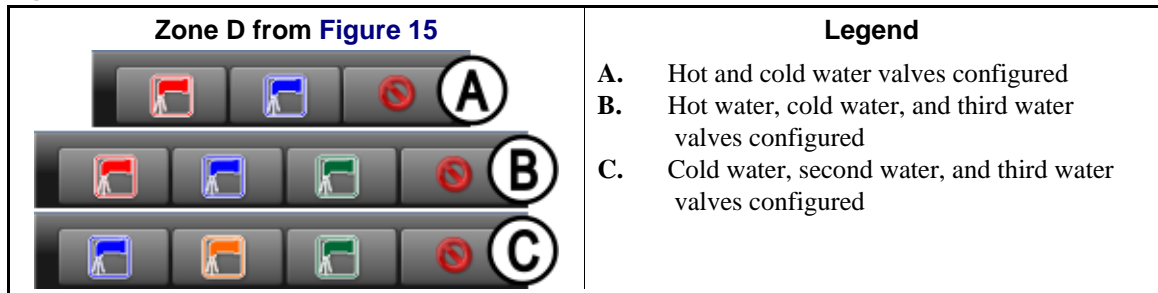 Zone D from Figure 15
A
B
C
Legend
A. Hot and cold water valves configured
B. Hot water, cold water, and third water
valves configured
C. Cold water, second water, and third water
valves configured